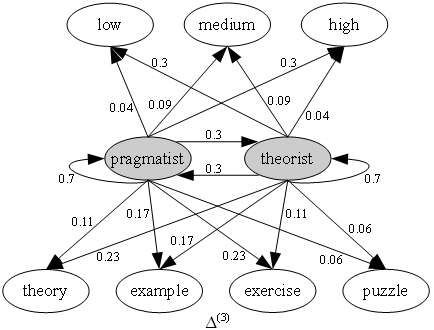 low medium high
0.3 0.3
0.04 0.09 0.09 0.04
0.3
pragmatist theorist
0.3
0.7 0.7
0.11 0.17 0.11 0.06
0.23 0.17 0.23 0.06
theory example exercise puzzle
Δ(3)